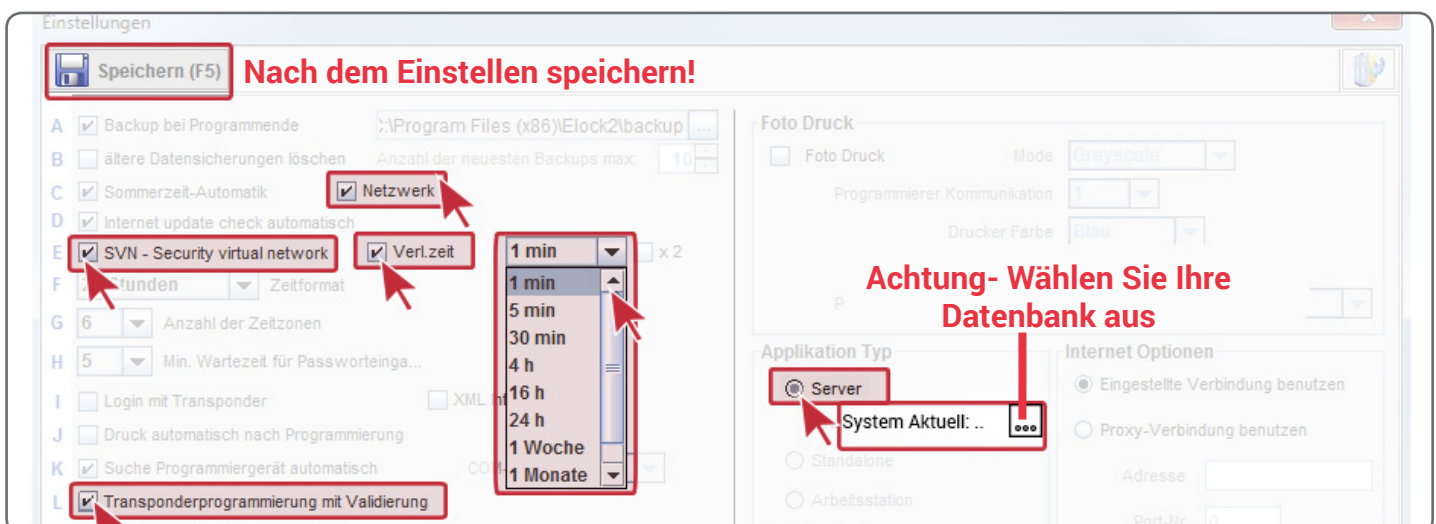 Einstellungen
Speichern (F5) Nach dem Einstellen speichern!
A Backup bei Programmende :\Program Files (x86)\Elock2\backup ...
B ältere Datensicherungen löschen Anzahl der neuesten Backups max: 10
C Sommerzeit-Automatik Netzwerk
D Internet update check automatisch
E SVN - Security virtual network Verl.zeit 1 min x 2
F Stunden Zeitformat
G 6 Anzahl der Zeitzonen
H 5 Min. Wartezeit für Passworteinga...
I Login mit Transponder XML
J Druck automatisch nach Programmierung
K Suche Programmiergerät automatisch
L Transponderprogrammierung mit Validierung
1 min
5 min
30 min
4 h
16 h
24 h
1 Woche
1 Monate
Foto Druck
Foto Druck Mode Greyscale
Programmierer Kommunikation 1
Drucker Farbe Blau
Achtung- Wählen Sie Ihre
Datenbank aus
Applikation Typ
Server
System Aktuell: .. ...
Standalone
Arbeitsstation
Internet Optionen
Eingestellte Verbindung benutzen
Proxy-Verbindung benutzen
Adresse
Port-Nr. 0